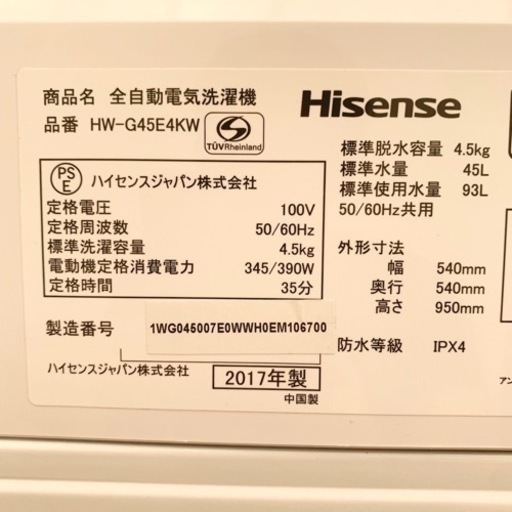 商品名 全自動電気洗濯機
品番 HW-G45E4KW
TÜVRheinland
Hisense
PS
E
ハイセンスジャパン株式会社
定格電圧 100V
定格周波数 50/60Hz
標準洗濯容量 4.5kg
電動機定格消費電力 345/390W
定格時間 35分
標準脱水容量 4.5kg
標準水量 45L
標準使用水量 93L
50/60Hz共用
外形寸法
幅 540mm
奥行 540mm
高さ 950mm
防水等級 IPX4
製造番号 1WG045007E0WWH0EM106700
ハイセンスジャパン株式会社
2017年製
中国製
アン